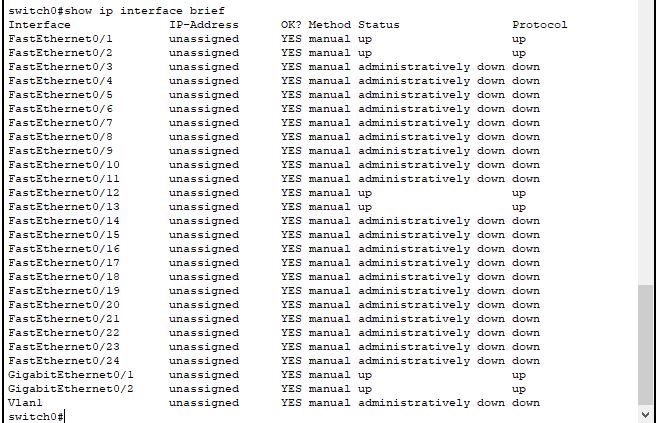 switch0#show ip interface brief
Interface IP-Address OK? Method Status Protocol
FastEthernet0/1 unassigned YES manual up up
FastEthernet0/2 unassigned YES manual up up
FastEthernet0/3 unassigned YES manual administratively down down
FastEthernet0/4 unassigned YES manual administratively down down
FastEthernet0/5 unassigned YES manual administratively down down
FastEthernet0/6 unassigned YES manual administratively down down
FastEthernet0/7 unassigned YES manual administratively down down
FastEthernet0/8 unassigned YES manual administratively down down
FastEthernet0/9 unassigned YES manual administratively down down
FastEthernet0/10 unassigned YES manual administratively down down
FastEthernet0/11 unassigned YES manual administratively down down
FastEthernet0/12 unassigned YES manual up up
FastEthernet0/13 unassigned YES manual up up
FastEthernet0/14 unassigned YES manual administratively down down
FastEthernet0/15 unassigned YES manual administratively down down
FastEthernet0/16 unassigned YES manual administratively down down
FastEthernet0/17 unassigned YES manual administratively down down
FastEthernet0/18 unassigned YES manual administratively down down
FastEthernet0/19 unassigned YES manual administratively down down
FastEthernet0/20 unassigned YES manual administratively down down
FastEthernet0/21 unassigned YES manual administratively down down
FastEthernet0/22 unassigned YES manual administratively down down
FastEthernet0/23 unassigned YES manual administratively down down
FastEthernet0/24 unassigned YES manual administratively down down
GigabitEthernet0/1 unassigned YES manual up up
GigabitEthernet0/2 unassigned YES manual up up
Vlan1 unassigned YES manual administratively down down
switch0#